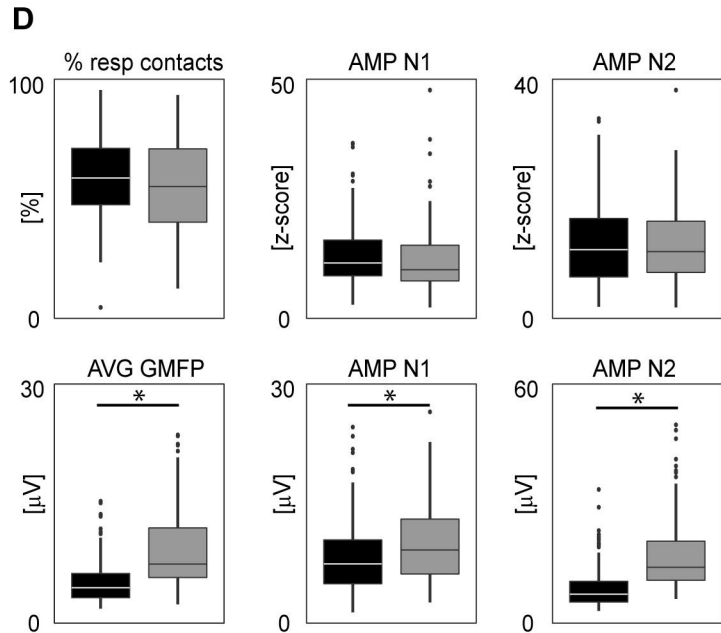 D
% resp contacts
AMP N1
AMP N2
100
50
40
[%]
[z-score]
[z-score]
0
0
0
AVG GMFP
AMP N1
AMP N2
30
30
60
*
*
*
[μV]
[μV]
[μV]
0
0
0